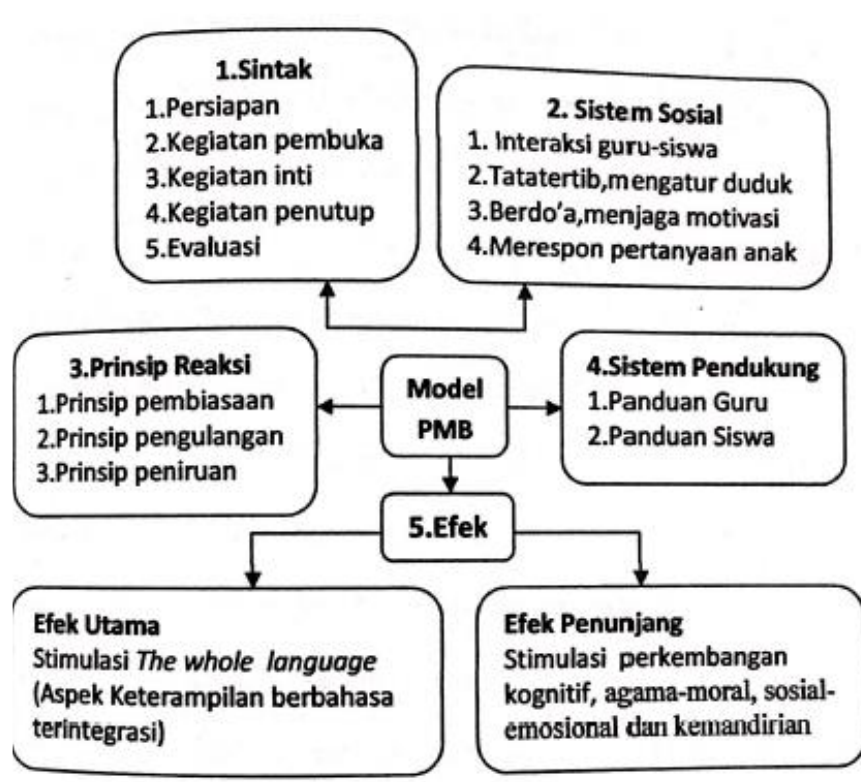 1.Sintak
1.Persiapan
2.Kegiatan pembuka
3.Kegiatan inti
4.Kegiatan penutup
5.Evaluasi
2. Sistem Sosial
1. Interaksi guru-siswa
2.Tatatertib,mengatur duduk
3.Berdo'a,menjaga motivasi
4.Merespon pertanyaan anak
3.Prinsip Reaksi
1.Prinsip pembiasaan
2.Prinsip pengulangan
3.Prinsip peniruan
Model
PMB
4.Sistem Pendukung
1.Panduan Guru
2.Panduan Siswa
5.Efek
Efek Utama
Stimulasi The whole language
(Aspek Keterampilan berbahasa
terintegrasi)
Efek Penunjang
Stimulasi perkembangan
kognitif, agama-moral, sosial-
emosional dan kemandirian